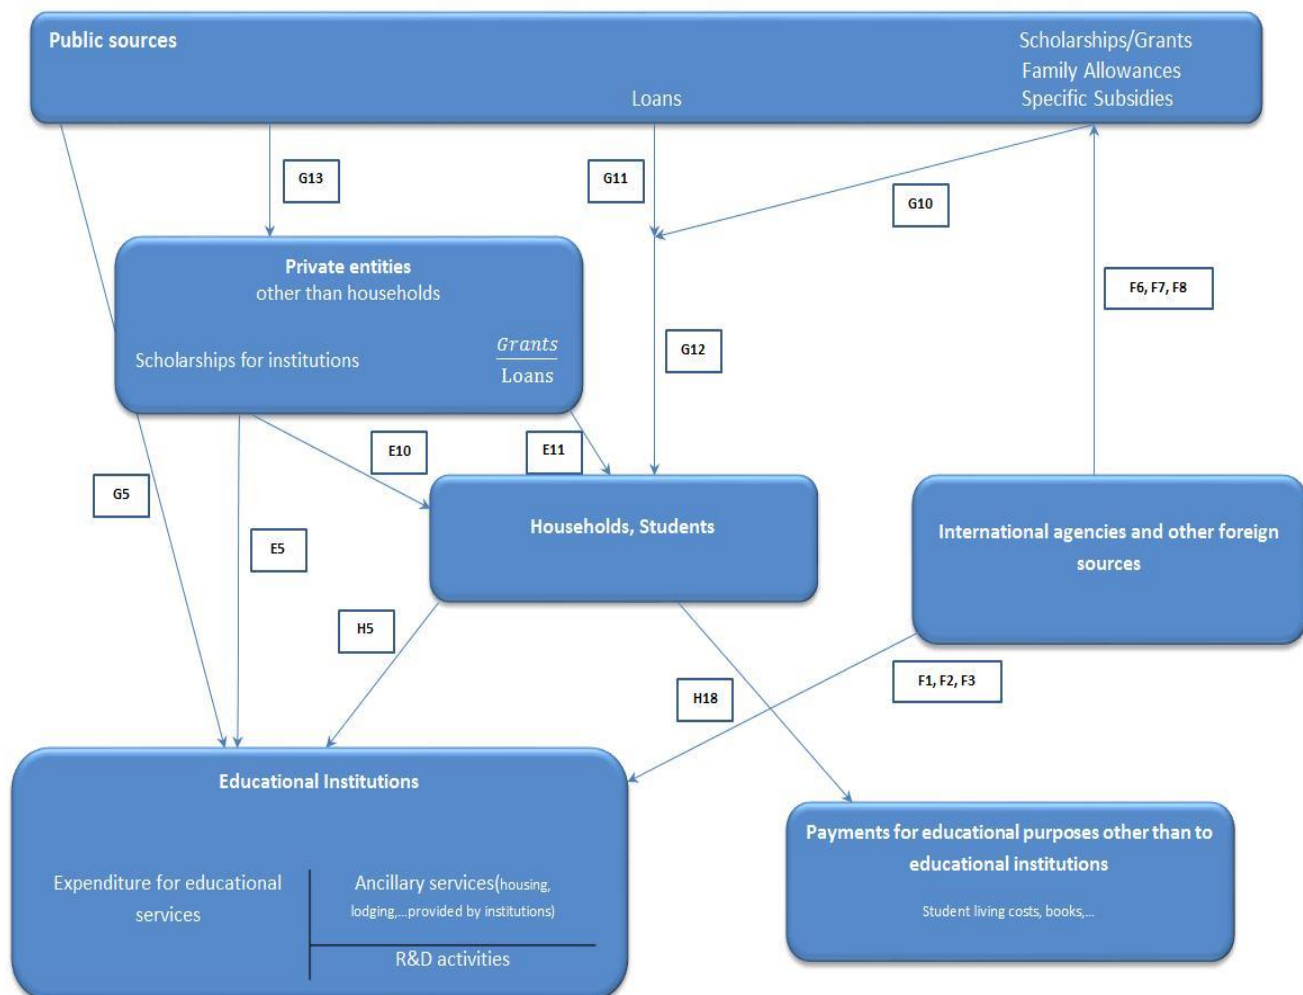 Public sources
Scholarships/Grants
Family Allowances
Loans
Specific Subsidies
G13
G11
G10
Private entities
other than households
F6, F7, F8
Scholarships for institutions
Grants
Loans
G12
E10
E11
G5
Households, Students
International agencies and other foreign
sources
E5
H5
F1, F2, F3
H18
Educational Institutions
Payments for educational purposes other than to
educational institutions
Expenditure for educational
services
Ancillary services(housing,
lodging,...provided by institutions)
Student living costs, books,...
R&D activities